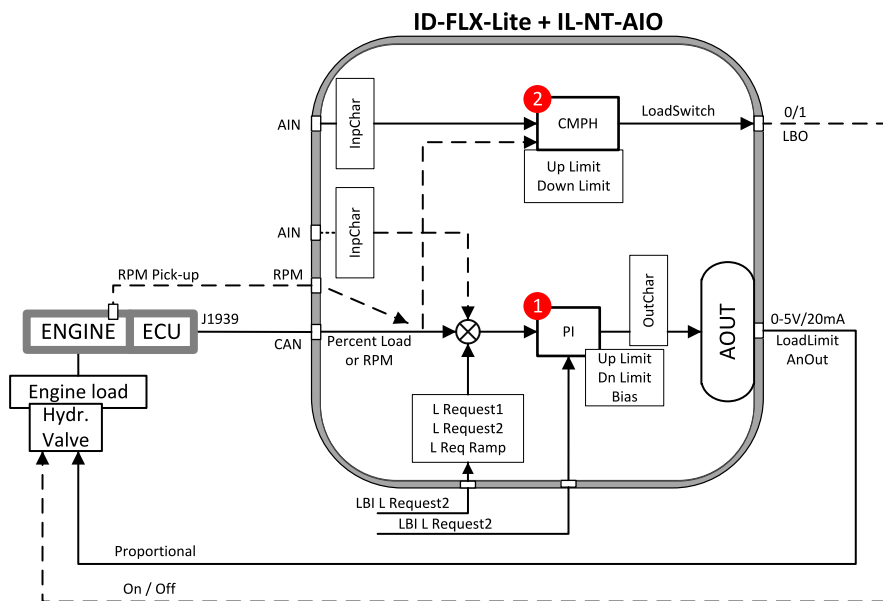 ID-FLX-Lite + IL-NT-AIO
2
AIN
InpChar
CMPH
LoadSwitch
0/1
LBO
Up Limit
Down Limit
AIN
InpChar
RPM Pick-up
RPM
1
OutChar
AOUT
ENGINE
ECU
J1939
CAN
Percent Load
or RPM
PI
0-5V/20mA
LoadLimit
AnOut
Up Limit
Dn Limit
Bias
Engine load
Hydr.
Valve
L Request1
L Request2
L Req Ramp
LBI L Request2
LBI L Request2
Proportional
On / Off